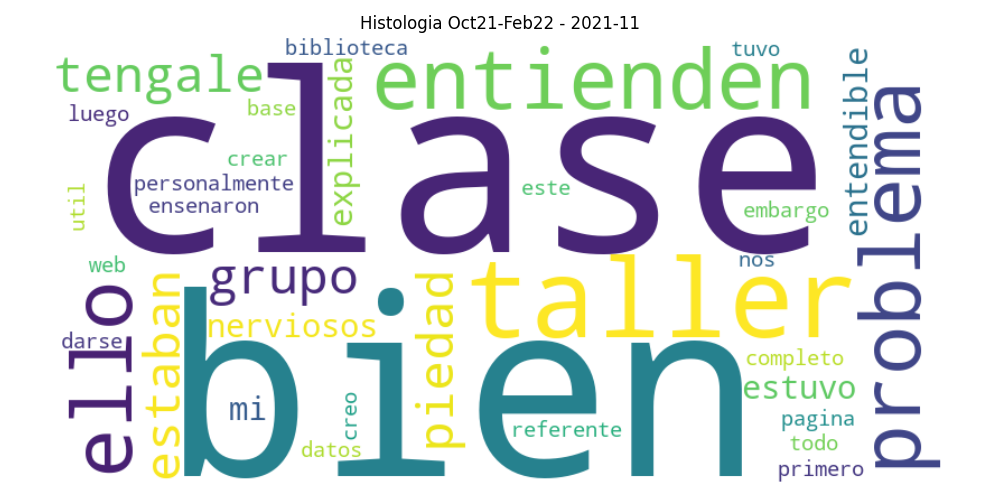 Histologia Oct21-Feb22 - 2021-11
biblioteca
tuvo
tengale
entienden
clase
explicada
entendible
problema
luego
base
crear
personalmente
ensenaron
este
embargo
util
web
grupo
taller
nos
ello
estaban
nerviosos
piedad
bien
darse
mi
creo
datos
referente
completo
estuvo
pagina
todo
primero